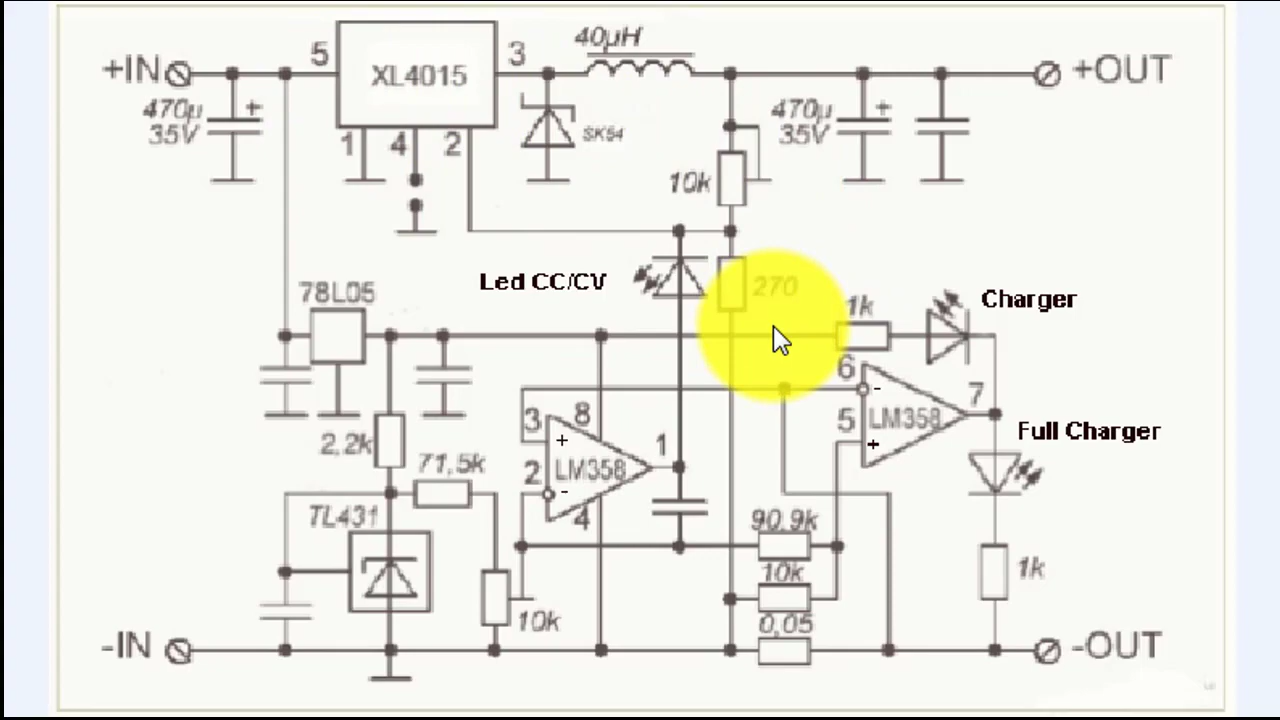 40µH
+IN
5
XL4015
3
+OUT
470µ
35V
+
1
4
2
SK54
10k
470µ
35V
+
Led CC/CV
270
78L05
1k
Charger
6
-
5
LM358
+
7
Full Charger
3
8
+
1
2
LM358
-
4
2,2k
71,5k
TL431
90,9k
10k
1k
10k
0,05
-IN
-OUT